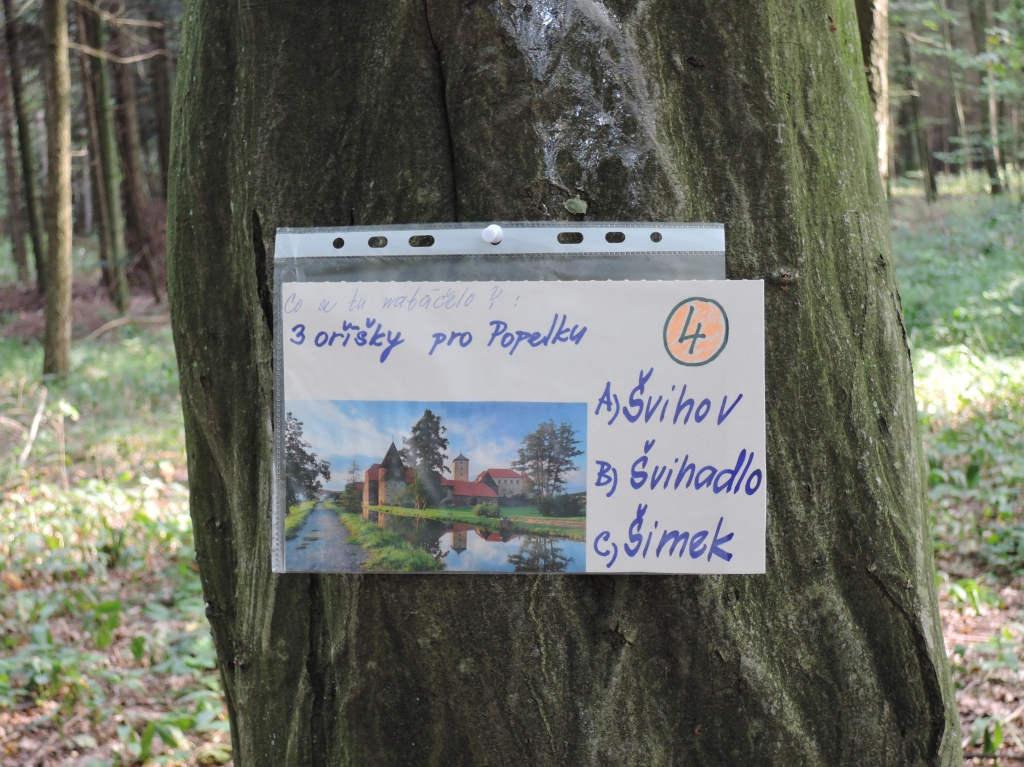 Co se tu natáčelo ? :
3 oříšky pro Popelku
4
A) Švihov
B) Švihadlo
C) Šimek